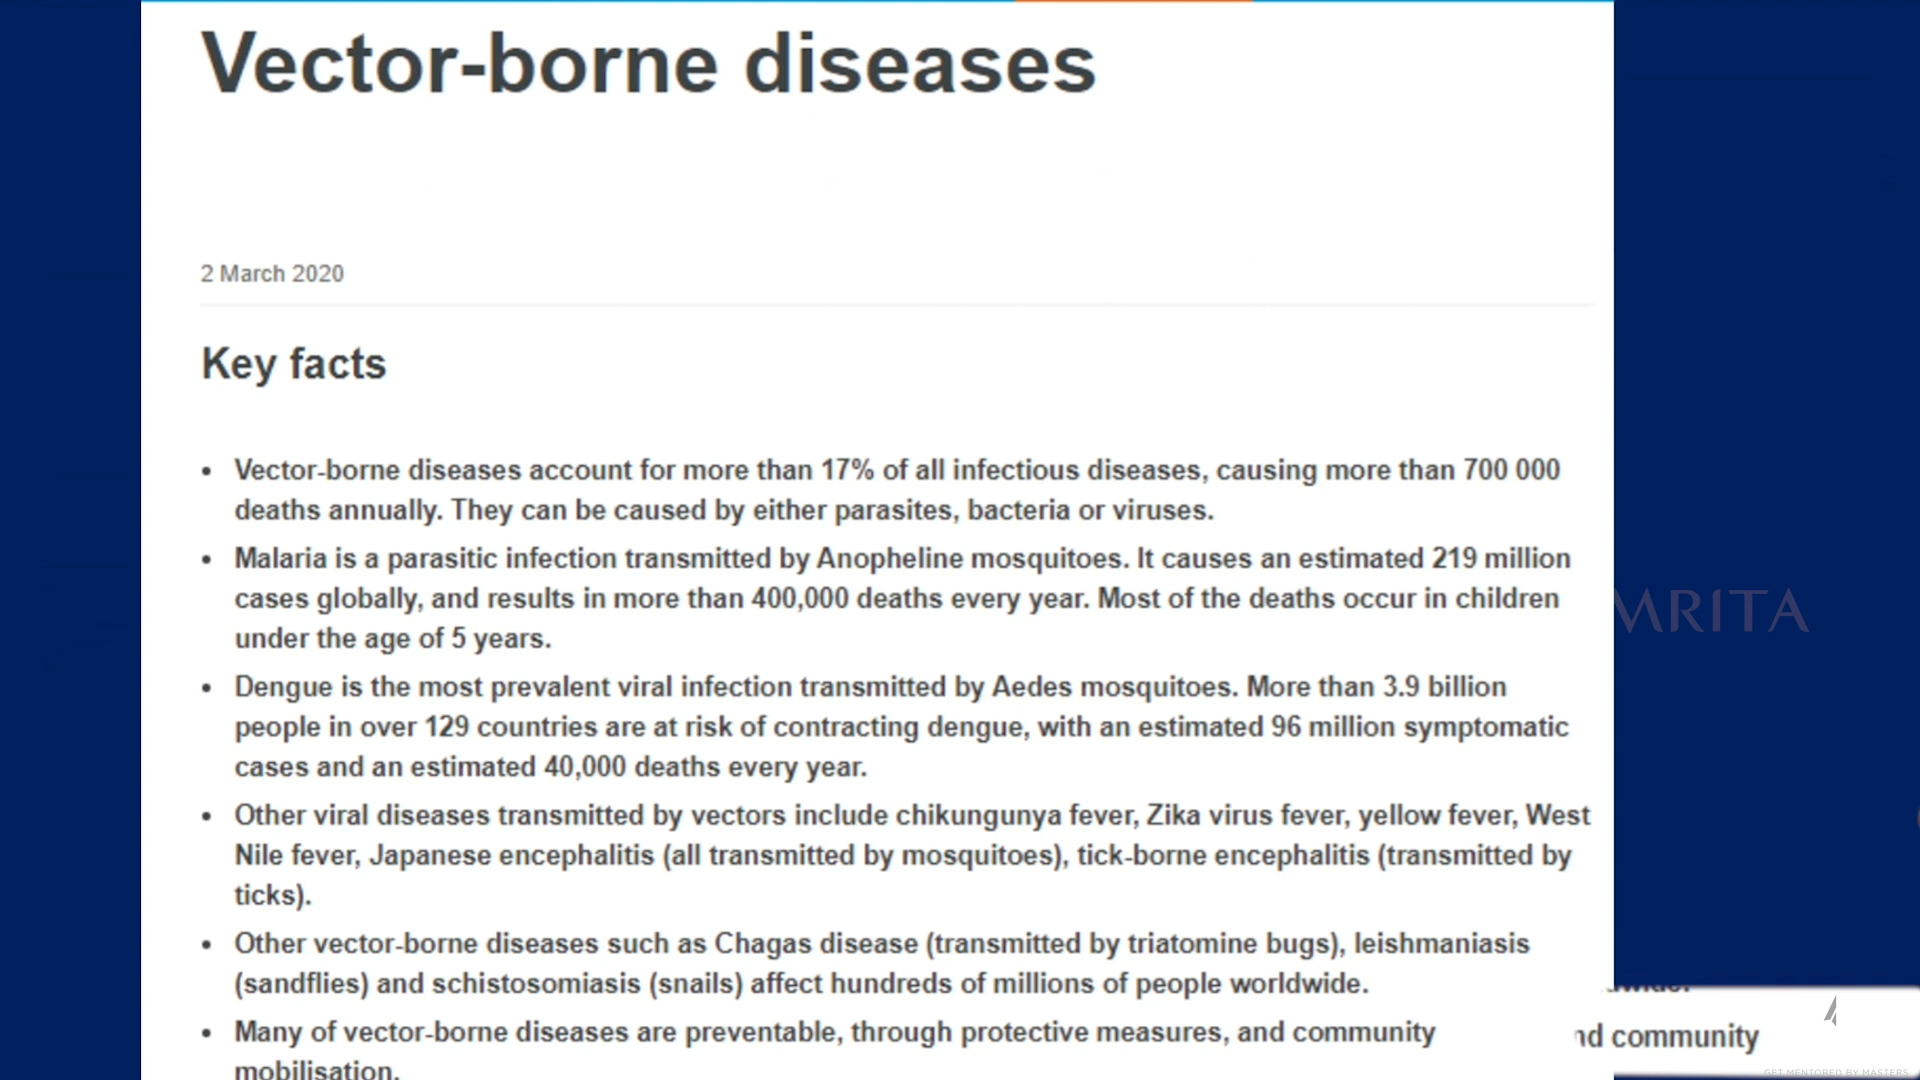 Vector-borne diseases
2 March 2020
Key facts
• Vector-borne diseases account for more than 17% of all infectious diseases, causing more than 700 000
deaths annually. They can be caused by either parasites, bacteria or viruses.
• Malaria is a parasitic infection transmitted by Anopheline mosquitoes. It causes an estimated 219 million
cases globally, and results in more than 400,000 deaths every year. Most of the deaths occur in children
under the age of 5 years.
• Dengue is the most prevalent viral infection transmitted by Aedes mosquitoes. More than 3.9 billion
people in over 129 countries are at risk of contracting dengue, with an estimated 96 million symptomatic
cases and an estimated 40,000 deaths every year.
• Other viral diseases transmitted by vectors include chikungunya fever, Zika virus fever, yellow fever, West
Nile fever, Japanese encephalitis (all transmitted by mosquitoes), tick-borne encephalitis (transmitted by
ticks).
• Other vector-borne diseases such as Chagas disease (transmitted by triatomine bugs), leishmaniasis
(sandflies) and schistosomiasis (snails) affect hundreds of millions of people worldwide.
• Many of vector-borne diseases are preventable, through protective measures, and community
mobilisation.
MRITA
nd community
GET MENTORED BY MASTERS